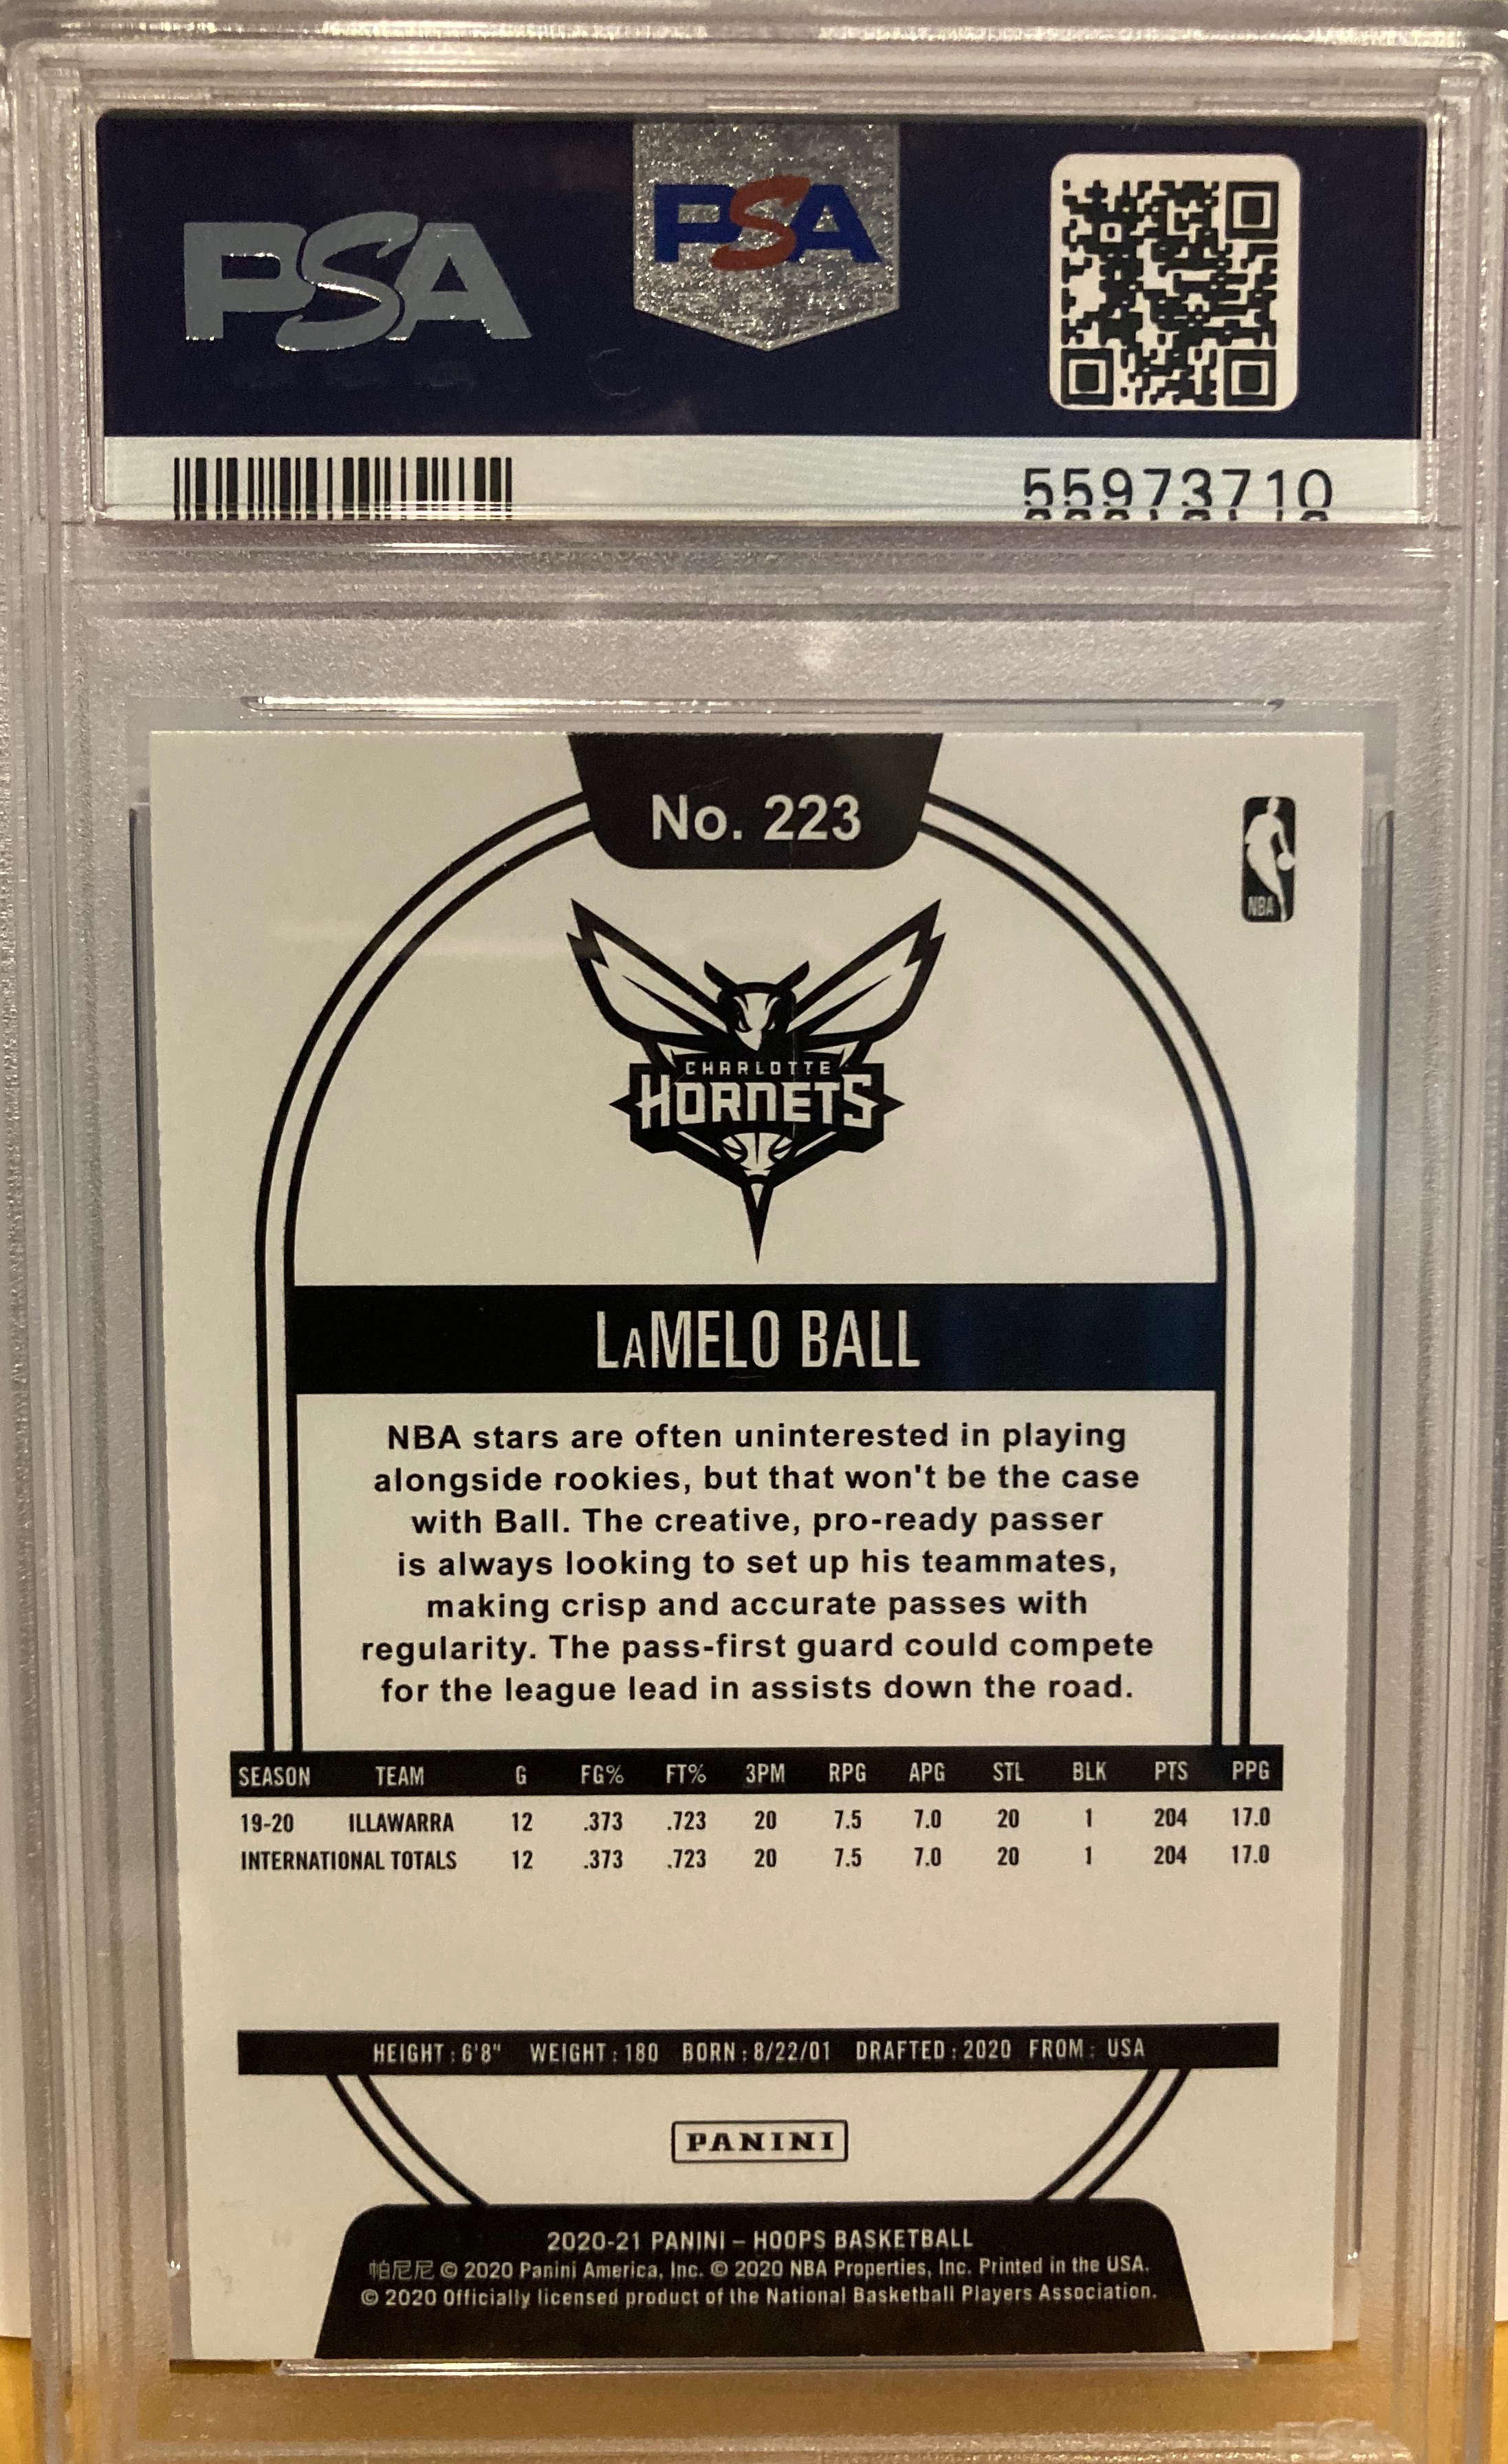 PSA PSA
55973710
No. 223
NBA
CHARLOTTE
HORNETS
LAMELO BALL
NBA stars are often uninterested in playing
alongside rookies, but that won't be the case
with Ball. The creative, pro-ready passer
is always looking to set up his teammates,
making crisp and accurate passes with
regularity. The pass-first guard could compete
for the league lead in assists down the road.
SEASON TEAM G FG% FT% 3PM RPG APG STL BLK PTS PPG
19-20 ILLAWARRA 12 .373 .723 20 7.5 7.0 20 1 204 17.0
INTERNATIONAL TOTALS 12 .373 .723 20 7.5 7.0 20 1 204 17.0
HEIGHT: 6'8" WEIGHT: 180 BORN: 8/22/01 DRAFTED: 2020 FROM: USA
PANINI
2020-21 PANINI – HOOPS BASKETBALL
帕尼尼 © 2020 Panini America, Inc. © 2020 NBA Properties, Inc. Printed in the USA.
© 2020 Officially licensed product of the National Basketball Players Association.
PSA